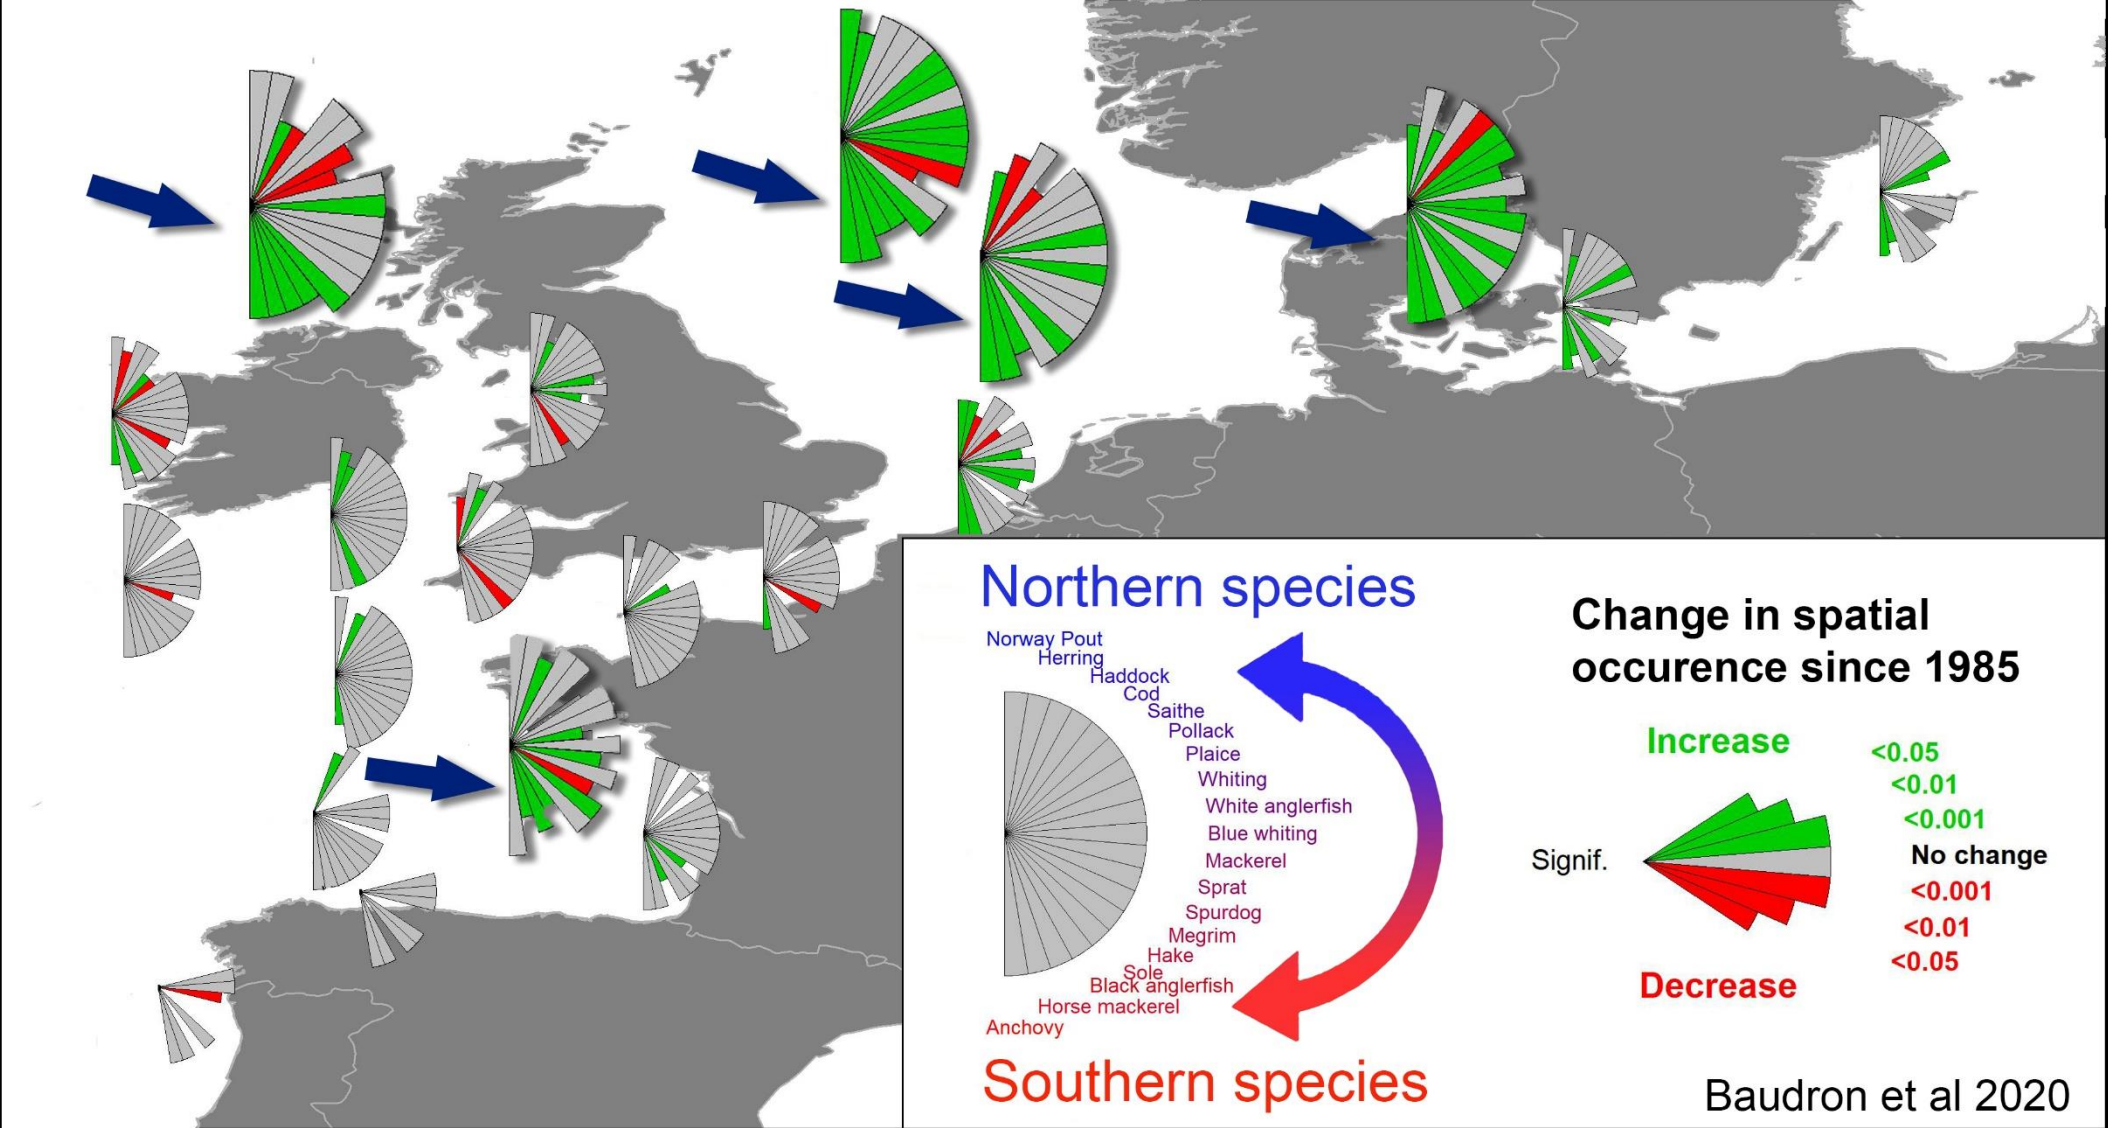 Northern species
Norway Pout
Herring
Haddock
Cod
Saithe
Pollack
Plaice
Whiting
White anglerfish
Blue whiting
Mackerel
Sprat
Spurdog
Megrim
Hake
Sole
Black anglerfish
Horse mackerel
Anchovy
Southern species
Change in spatial
occurence since 1985
Increase
<0.05
<0.01
<0.001
Signif.
No change
<0.001
<0.01
<0.05
Decrease
Baudron et al 2020